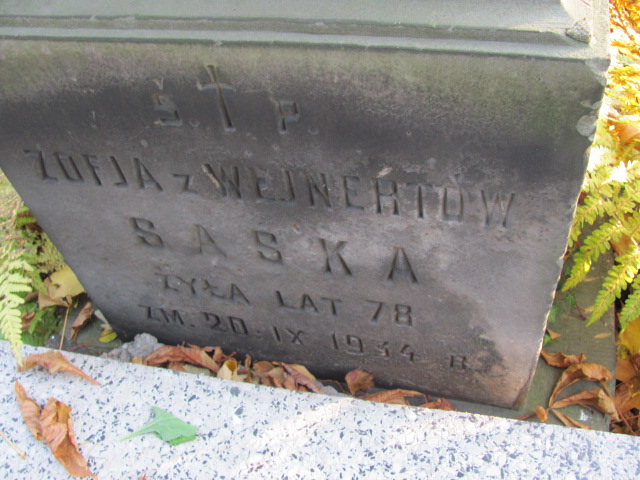 Ś. † P.
ZOFJA z WEJNERTÓW
SASKA
ŻYŁA LAT 78
ZM. 20.IX 1934 R.